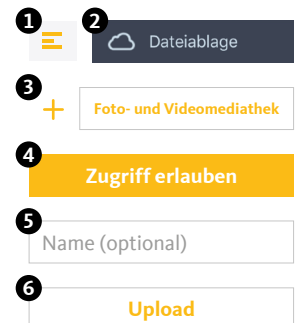 1 2 Dateiablage
3 + Foto- und Videomediathek
4 Zugriff erlauben
5 Name (optional)
6 Upload